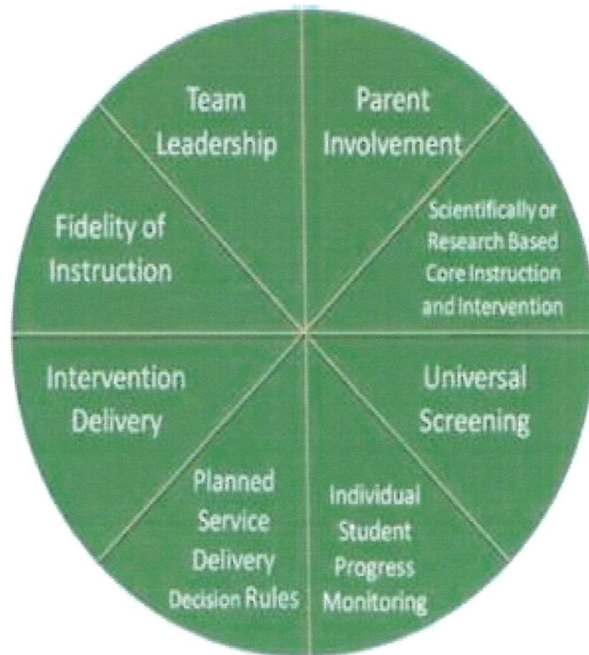 Team
Leadership
Parent
Involvement
Scientifically or
Research Based
Core Instruction
and Intervention
Universal
Screening
Individual
Student
Progress
Monitoring
Planned
Service
Delivery
Decision Rules
Intervention
Delivery
Fidelity of
Instruction